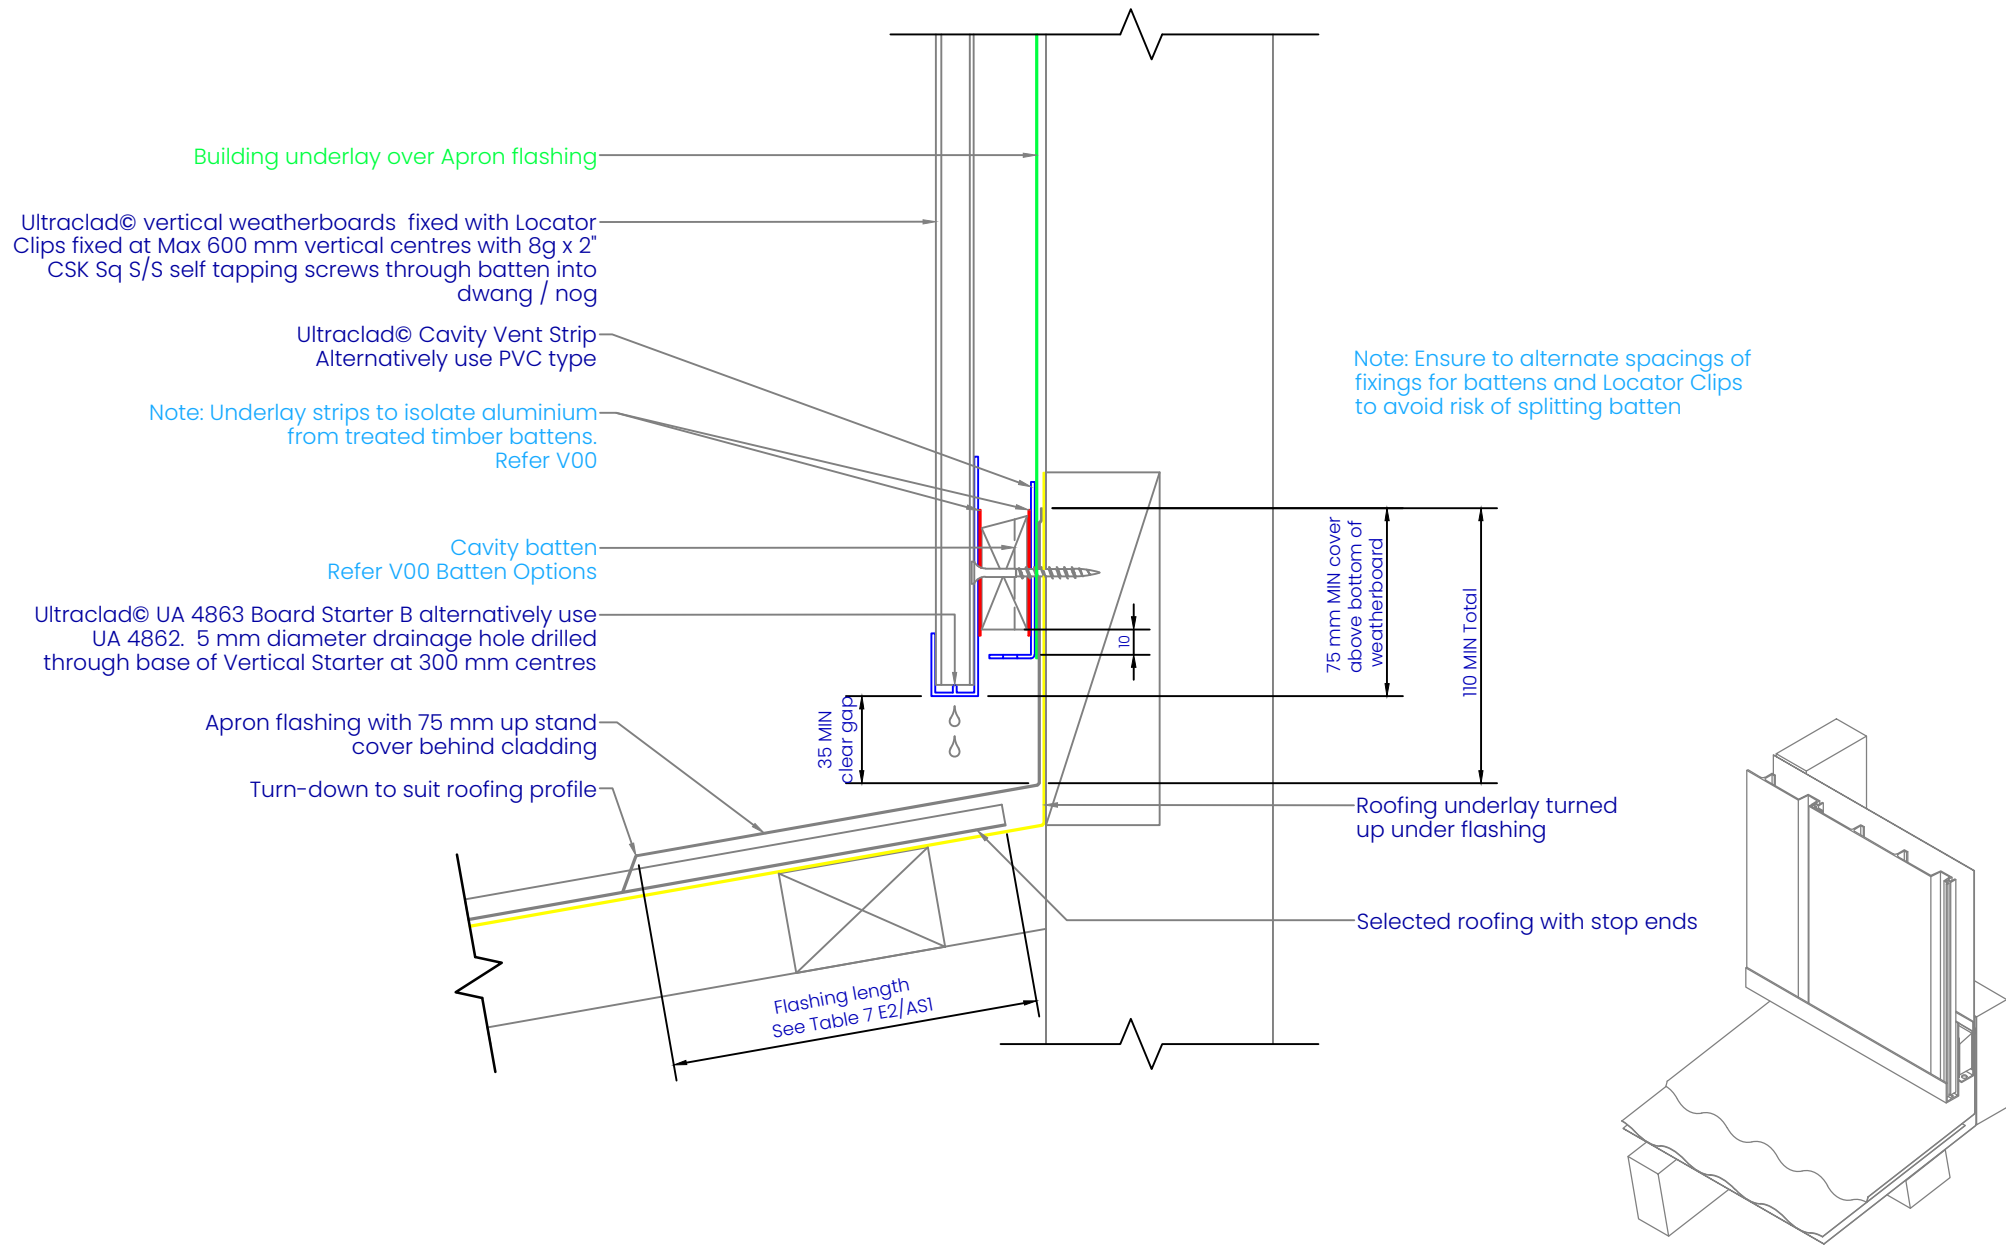 Building underlay over Apron flashing
Ultraclad© vertical weatherboards fixed with Locator
Clips fixed at Max 600 mm vertical centres with 8g x 2"
CSK Sq S/S self tapping screws through batten into
dwang / nog
Ultraclad© Cavity Vent Strip
Alternatively use PVC type
Note: Underlay strips to isolate aluminium
from treated timber battens.
Refer V00
Cavity batten
Refer V00 Batten Options
Ultraclad© UA 4863 Board Starter B alternatively use
UA 4862. 5 mm diameter drainage hole drilled
through base of Vertical Starter at 300 mm centres
Apron flashing with 75 mm up stand
cover behind cladding
Turn-down to suit roofing profile
Note: Ensure to alternate spacings of
fixings for battens and Locator Clips
to avoid risk of splitting batten
10
75 mm MIN cover
above bottom of
weatherboard
110 MIN Total
35 MIN
clear gap
Roofing underlay turned
up under flashing
Selected roofing with stop ends
Flashing length
See Table 7 E2/AS1